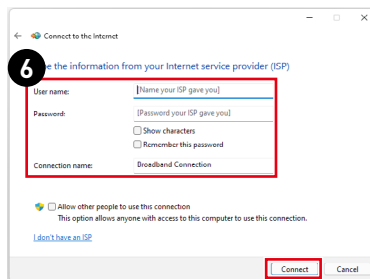 Connect to the Internet
6
e the information from your Internet service provider (ISP)
User name: [Name your ISP gave you]
Password: [Password your ISP gave you]
Show characters
Remember this password
Connection name: Broadband Connection
Allow other people to use this connection
This option allows anyone with access to this computer to use this connection.
I don't have an ISP
Connect Cancel